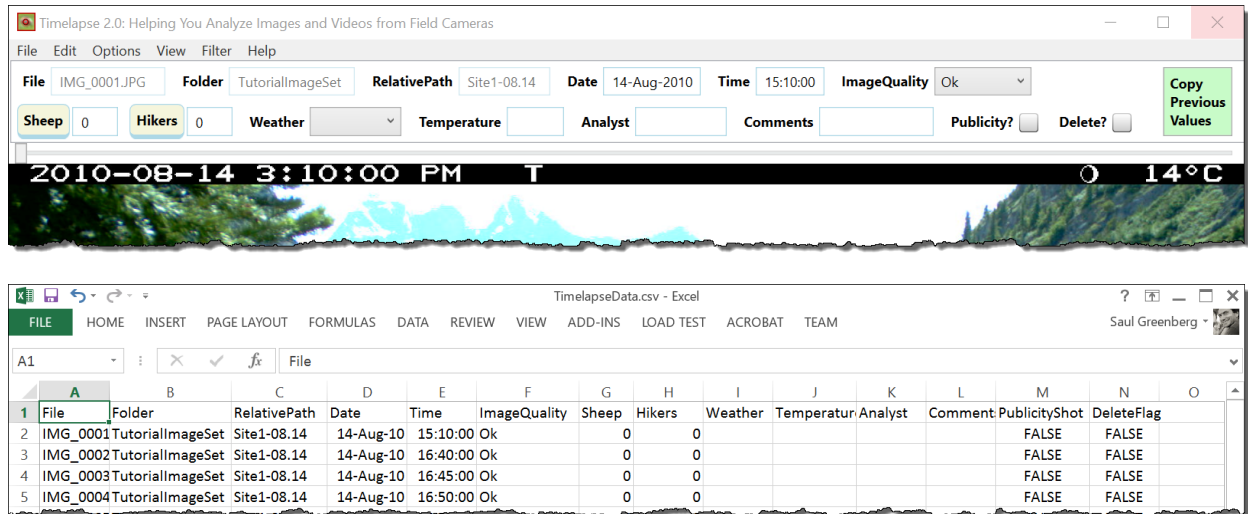 Timelapse 2.0: Helping You Analyze Images and Videos from Field Cameras
File Edit Options View Filter Help
File IMG_0001.JPG Folder TutorialImageSet RelativePath Site1-08.14 Date 14-Aug-2010 Time 15:10:00 ImageQuality Ok
Copy Previous Values
Sheep 0 Hikers 0 Weather Temperature Analyst Comments Publicity? Delete?
2010-08-14 3:10:00 PM T 14°C
TimelapseData.csv - Excel ?
FILE HOME INSERT PAGE LAYOUT FORMULAS DATA REVIEW VIEW ADD-INS LOAD TEST ACROBAT TEAM Saul Greenberg
A1 fx File
A B C D E F G H I J K L M N O
1 File Folder RelativePath Date Time ImageQuality Sheep Hikers Weather Temperatur Analyst Comment PublicityShot DeleteFlag
2 IMG_0001 TutorialImageSet Site1-08.14 14-Aug-10 15:10:00 Ok 0 0 FALSE FALSE
3 IMG_0002 TutorialImageSet Site1-08.14 14-Aug-10 16:40:00 Ok 0 0 FALSE FALSE
4 IMG_0003 TutorialImageSet Site1-08.14 14-Aug-10 16:45:00 Ok 0 0 FALSE FALSE
5 IMG_0004 TutorialImageSet Site1-08.14 14-Aug-10 16:50:00 Ok 0 0 FALSE FALSE